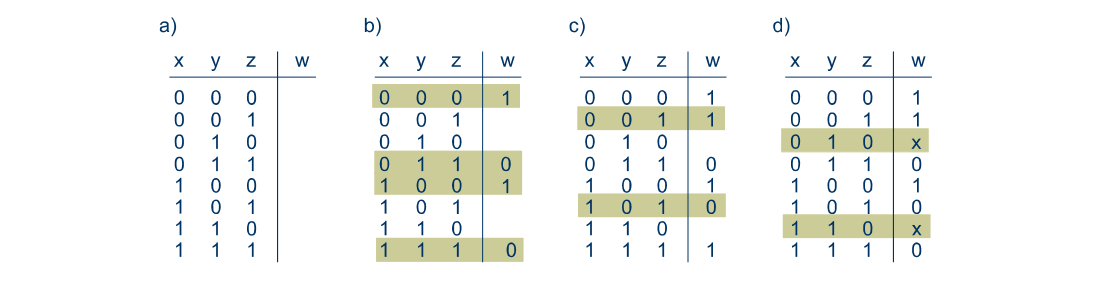 a) b) c) d)
x y z w x y z w x y z w x y z w
0 0 0 0 0 0 1 0 0 0 1 0 0 0 1
0 0 1 0 0 1 0 0 1 1 0 0 1 1
0 1 0 0 1 0 0 1 0 0 1 0 x
0 1 1 0 1 1 0 0 1 1 0 0 1 1 0
1 0 0 1 0 0 1 1 0 0 1 1 0 0 1
1 0 1 1 0 1 1 0 1 0 1 0 1 0
1 1 0 1 1 0 1 1 0 1 1 0 x
1 1 1 1 1 1 0 1 1 1 1 1 1 1 0